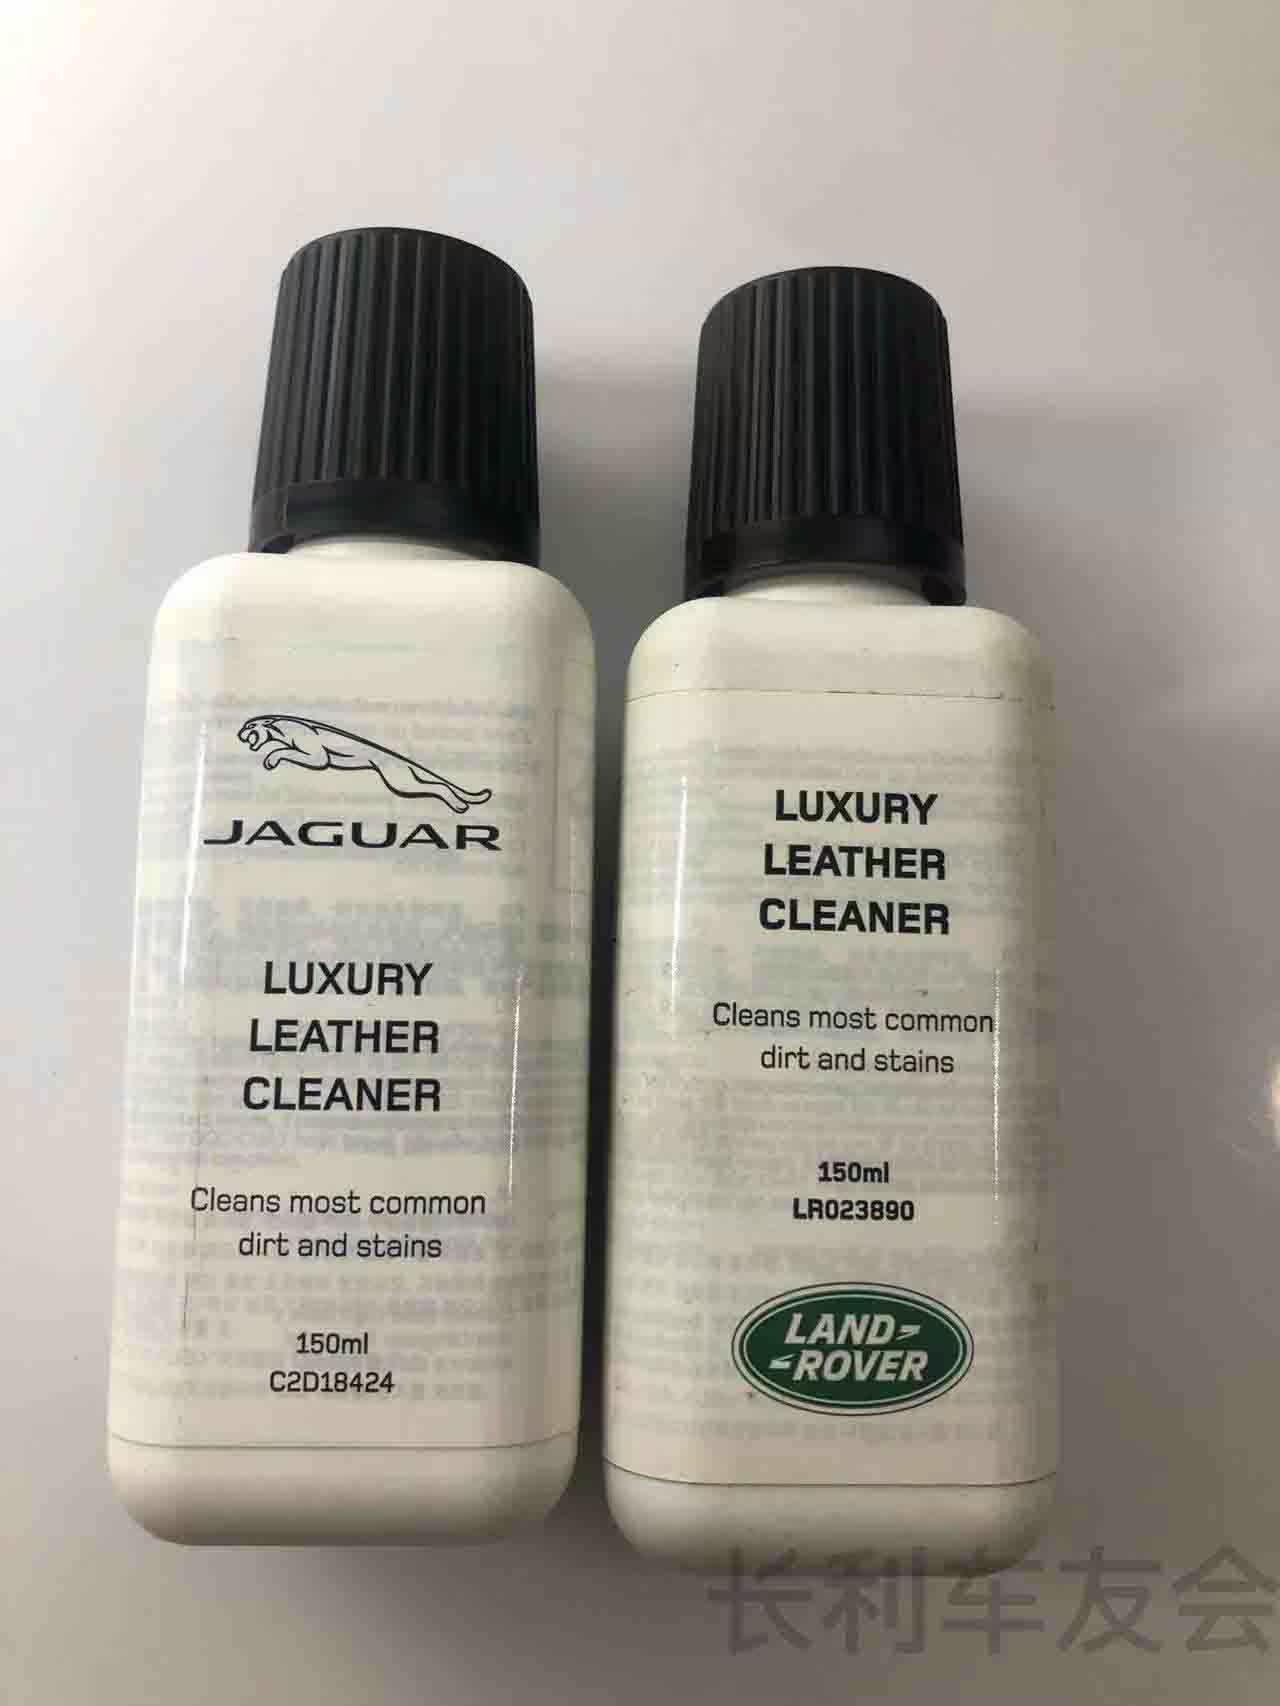 JAGUAR
LUXURY
LEATHER
CLEANER
Cleans most common
dirt and stains
150ml
C2D18424
LUXURY
LEATHER
CLEANER
Cleans most common
dirt and stains
150ml
LR023890
LAND
ROVER
长利车友会